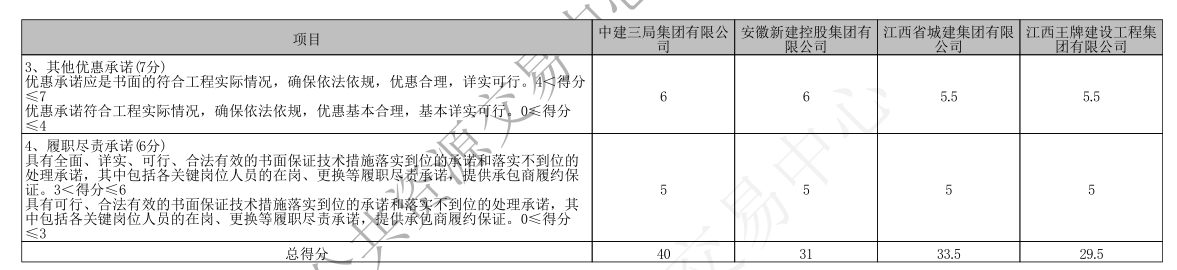 项目
中建三局集团有限公
司
安徽新建控股集团有
限公司
江西省城建集团有限
公司
江西王牌建设工程集
团有限公司
3、其他优惠承诺(7分)
优惠承诺应是书面的符合工程实际情况，确保依法依规，优惠合理，详实可行。4＜得分
≤7
优惠承诺符合工程实际情况，确保依法依规，优惠基本合理，基本详实可行。0≤得分
≤4
6
6
5.5
5.5
4、履职尽责承诺(6分)
具有全面、详实、可行、合法有效的书面保证技术措施落实到位的承诺和落实不到位的
处理承诺，其中包括各关键岗位人员的在岗、更换等履职尽责承诺，提供承包商履约保
证。3＜得分≤6
具有可行、合法有效的书面保证技术措施落实到位的承诺和落实不到位的处理承诺，其
中包括各关键岗位人员的在岗、更换等履职尽责承诺，提供承包商履约保证。0≤得分
≤3
5
5
5
5
总得分
40
31
33.5
29.5
公共资源交易中心
交易中心